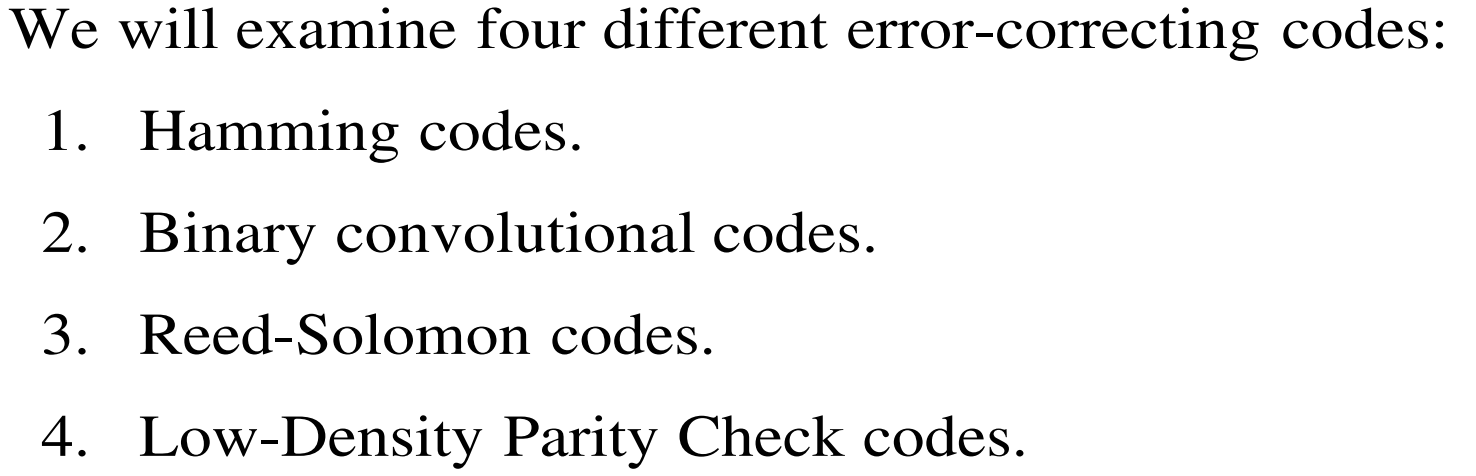 We will examine four different error-correcting codes:
1. Hamming codes.
2. Binary convolutional codes.
3. Reed-Solomon codes.
4. Low-Density Parity Check codes.